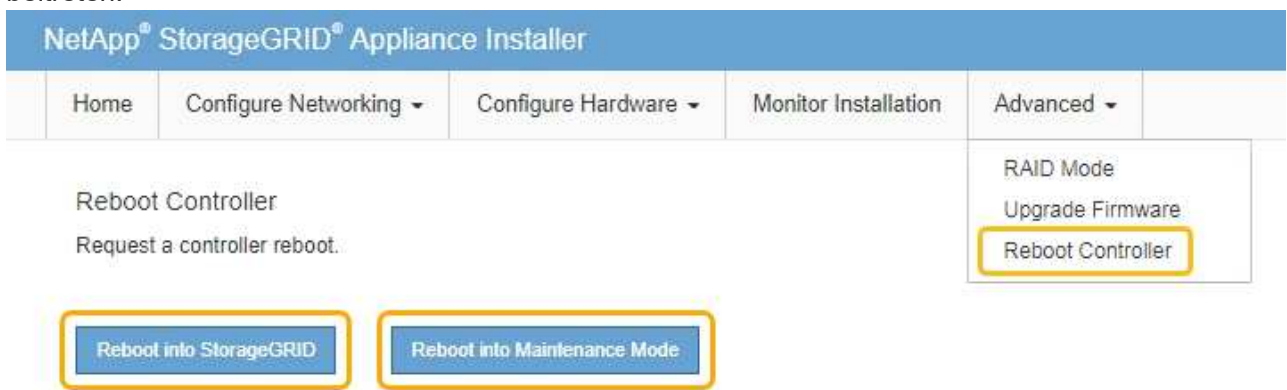 NetApp® StorageGRID® Appliance Installer
Home Configure Networking Configure Hardware Monitor Installation Advanced
RAID Mode
Upgrade Firmware
Reboot Controller
Reboot Controller
Request a controller reboot.
Reboot into StorageGRID Reboot into Maintenance Mode